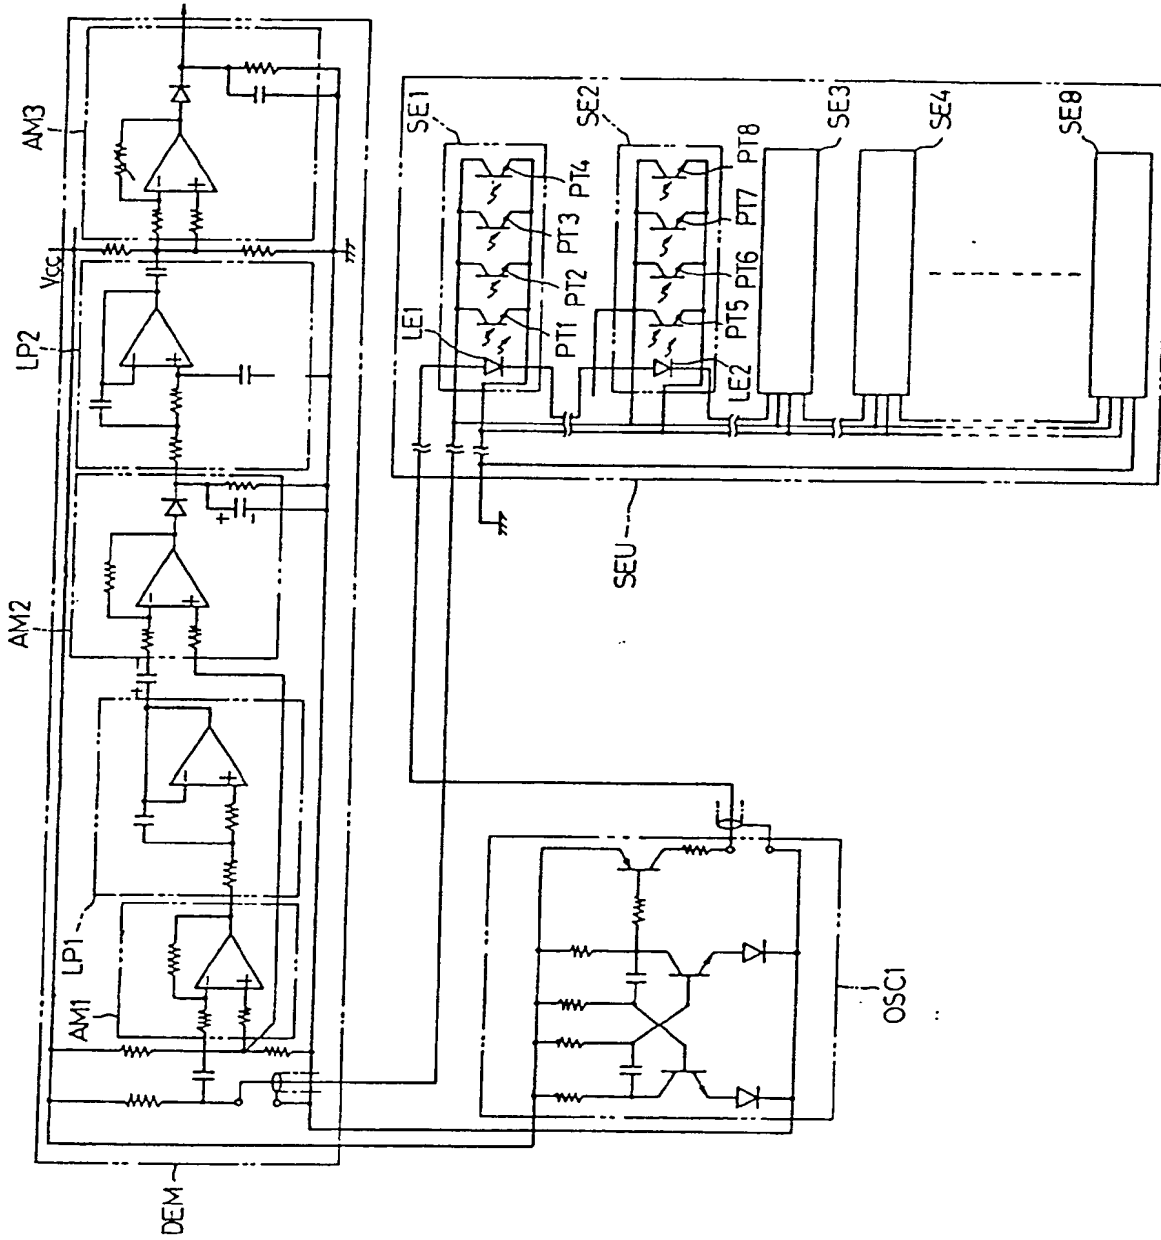 AM3
Vcc
LP2
AM2
LP1
AM1
DEM
SE1
SE2
SE3
SE4
SE8
PT4
PT3
PT2
PT1
LE1
PT8
PT7
PT6
PT5
LE2
SEU
OSC1